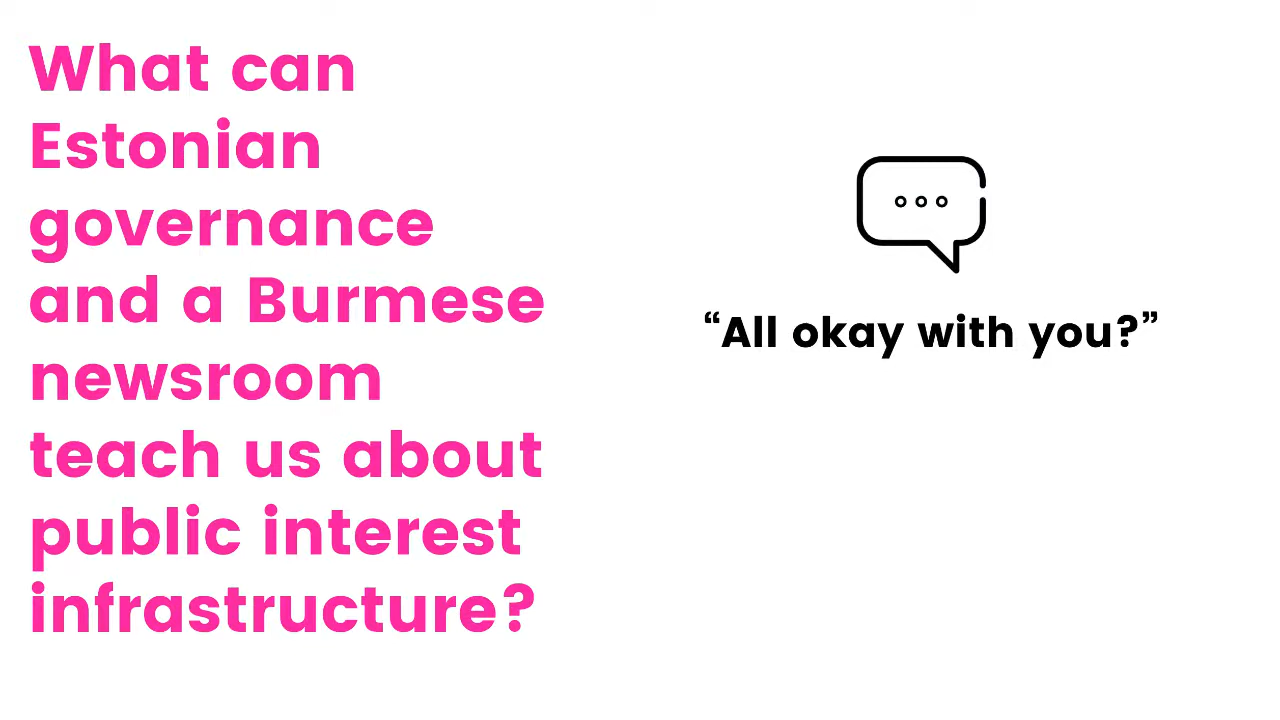 What can
Estonian
governance
and a Burmese
newsroom
teach us about
public interest
infrastructure?
“All okay with you?”